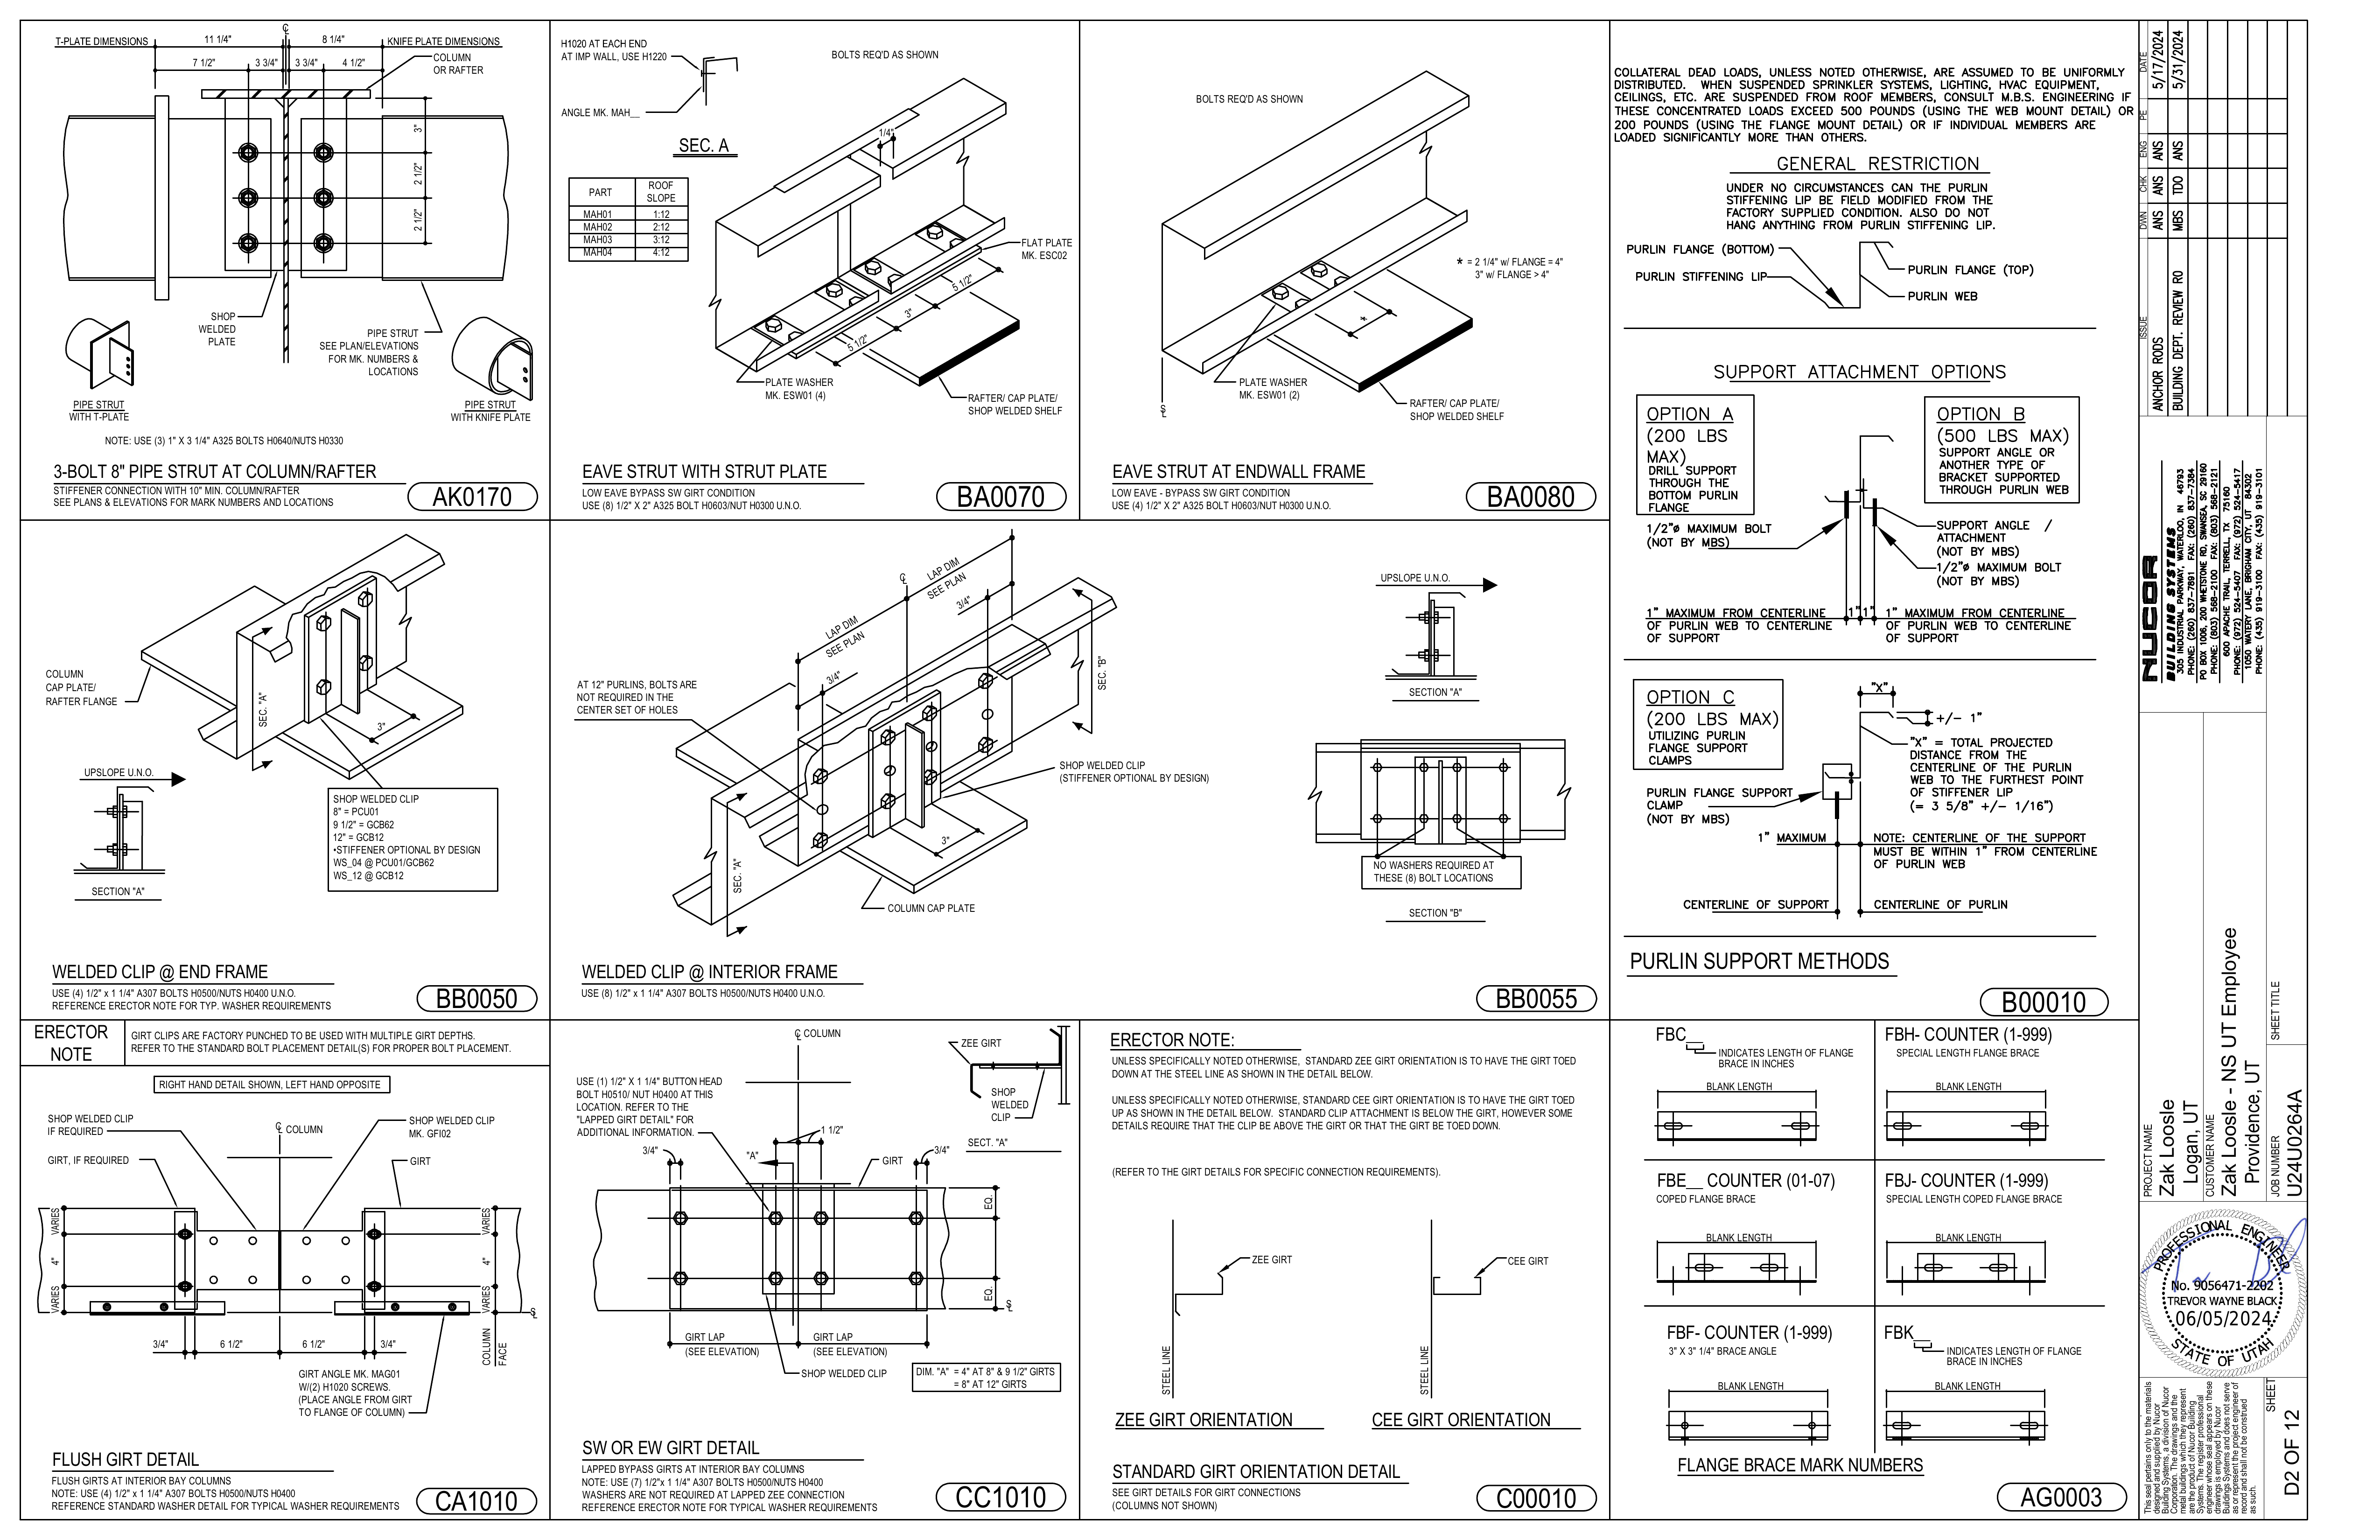 T-PLATE DIMENSIONS
11 1/4"
℄
8 1/4"
KNIFE PLATE DIMENSIONS
7 1/2"
3 3/4"
3 3/4"
4 1/2"
COLUMN
OR RAFTER
3"
2 1/2"
2 1/2"
SHOP
WELDED
PLATE
PIPE STRUT
SEE PLAN/ELEVATIONS
FOR MK. NUMBERS &
LOCATIONS
PIPE STRUT
WITH T-PLATE
PIPE STRUT
WITH KNIFE PLATE
NOTE: USE (3) 1" X 3 1/4" A325 BOLTS H0640/NUTS H0330
3-BOLT 8" PIPE STRUT AT COLUMN/RAFTER
STIFFENER CONNECTION WITH 10" MIN. COLUMN/RAFTER
SEE PLANS & ELEVATIONS FOR MARK NUMBERS AND LOCATIONS
AK0170
H1020 AT EACH END
AT IMP WALL, USE H1220
ANGLE MK. MAH__
SEC. A
BOLTS REQ'D AS SHOWN
PART
ROOF
SLOPE
MAH01 1:12
MAH02 2:12
MAH03 3:12
MAH04 4:12
1/4"
FLAT PLATE
MK. ESC02
5 1/2"
3"
5 1/2"
PLATE WASHER
MK. ESW01 (4)
RAFTER/ CAP PLATE/
SHOP WELDED SHELF
EAVE STRUT WITH STRUT PLATE
LOW EAVE BYPASS SW GIRT CONDITION
USE (8) 1/2" X 2" A325 BOLT H0603/NUT H0300 U.N.O.
BA0070
BOLTS REQ'D AS SHOWN
* = 2 1/4" w/ FLANGE = 4"
3" w/ FLANGE > 4"
*
PLATE WASHER
MK. ESW01 (2)
RAFTER/ CAP PLATE/
SHOP WELDED SHELF
EAVE STRUT AT ENDWALL FRAME
LOW EAVE - BYPASS SW GIRT CONDITION
USE (4) 1/2" X 2" A325 BOLT H0603/NUT H0300 U.N.O.
BA0080
COLLATERAL DEAD LOADS, UNLESS NOTED OTHERWISE, ARE ASSUMED TO BE UNIFORMLY
DISTRIBUTED. WHEN SUSPENDED SPRINKLER SYSTEMS, LIGHTING, HVAC EQUIPMENT,
CEILINGS, ETC. ARE SUSPENDED FROM ROOF MEMBERS, CONSULT M.B.S. ENGINEERING IF
THESE CONCENTRATED LOADS EXCEED 500 POUNDS (USING THE WEB MOUNT DETAIL) OR
200 POUNDS (USING THE FLANGE MOUNT DETAIL) OR IF INDIVIDUAL MEMBERS ARE
LOADED SIGNIFICANTLY MORE THAN OTHERS.
GENERAL RESTRICTION
UNDER NO CIRCUMSTANCES CAN THE PURLIN
STIFFENING LIP BE FIELD MODIFIED FROM THE
FACTORY SUPPLIED CONDITION. ALSO DO NOT
HANG ANYTHING FROM PURLIN STIFFENING LIP.
PURLIN FLANGE (BOTTOM)
PURLIN STIFFENING LIP
PURLIN FLANGE (TOP)
PURLIN WEB
SUPPORT ATTACHMENT OPTIONS
OPTION A
(200 LBS
MAX)
DRILL SUPPORT
THROUGH THE
BOTTOM PURLIN
FLANGE
OPTION B
(500 LBS MAX)
SUPPORT ANGLE OR
ANOTHER TYPE OF
BRACKET SUPPORTED
THROUGH PURLIN WEB
1/2"ø MAXIMUM BOLT
(NOT BY MBS)
SUPPORT ANGLE /
ATTACHMENT
(NOT BY MBS)
1/2"ø MAXIMUM BOLT
(NOT BY MBS)
1" MAXIMUM FROM CENTERLINE
OF PURLIN WEB TO CENTERLINE
OF SUPPORT
1" 1"
1" MAXIMUM FROM CENTERLINE
OF PURLIN WEB TO CENTERLINE
OF SUPPORT
OPTION C
(200 LBS MAX)
UTILIZING PURLIN
FLANGE SUPPORT
CLAMPS
"X"
+/- 1"
"X" = TOTAL PROJECTED
DISTANCE FROM THE
CENTERLINE OF THE PURLIN
WEB TO THE FURTHEST POINT
OF STIFFENER LIP
(= 3 5/8" +/- 1/16")
PURLIN FLANGE SUPPORT
CLAMP
(NOT BY MBS)
1" MAXIMUM
NOTE: CENTERLINE OF THE SUPPORT
MUST BE WITHIN 1" FROM CENTERLINE
OF PURLIN WEB
CENTERLINE OF SUPPORT
CENTERLINE OF PURLIN
PURLIN SUPPORT METHODS
B00010
COLUMN
CAP PLATE/
RAFTER FLANGE
SEC. "A"
3"
UPSLOPE U.N.O.
SECTION "A"
SHOP WELDED CLIP
8" = PCU01
9 1/2" = GCB62
12" = GCB12
•STIFFENER OPTIONAL BY DESIGN
WS_04 @ PCU01/GCB62
WS_12 @ GCB12
WELDED CLIP @ END FRAME
USE (4) 1/2" x 1 1/4" A307 BOLTS H0500/NUTS H0400 U.N.O.
REFERENCE ERECTOR NOTE FOR TYP. WASHER REQUIREMENTS
BB0050
℄
LAP DIM
SEE PLAN
LAP DIM
SEE PLAN
3/4"
3/4"
AT 12" PURLINS, BOLTS ARE
NOT REQUIRED IN THE
CENTER SET OF HOLES
SEC. "B"
SEC. "A"
SHOP WELDED CLIP
(STIFFENER OPTIONAL BY DESIGN)
3"
COLUMN CAP PLATE
UPSLOPE U.N.O.
SECTION "A"
NO WASHERS REQUIRED AT
THESE (8) BOLT LOCATIONS
SECTION "B"
WELDED CLIP @ INTERIOR FRAME
USE (8) 1/2" x 1 1/4" A307 BOLTS H0500/NUTS H0400 U.N.O.
BB0055
ERECTOR
NOTE
GIRT CLIPS ARE FACTORY PUNCHED TO BE USED WITH MULTIPLE GIRT DEPTHS.
REFER TO THE STANDARD BOLT PLACEMENT DETAIL(S) FOR PROPER BOLT PLACEMENT.
RIGHT HAND DETAIL SHOWN, LEFT HAND OPPOSITE
SHOP WELDED CLIP
IF REQUIRED
℄ COLUMN
SHOP WELDED CLIP
MK. GFI02
GIRT, IF REQUIRED
GIRT
VARIES
4"
VARIES
VARIES
4"
VARIES
3/4"
6 1/2"
6 1/2"
3/4"
COLUMN
FACE
GIRT ANGLE MK. MAG01
W/(2) H1020 SCREWS.
(PLACE ANGLE FROM GIRT
TO FLANGE OF COLUMN)
FLUSH GIRT DETAIL
FLUSH GIRTS AT INTERIOR BAY COLUMNS
NOTE: USE (4) 1/2" x 1 1/4" A307 BOLTS H0500/NUTS H0400
REFERENCE STANDARD WASHER DETAIL FOR TYPICAL WASHER REQUIREMENTS
CA1010
℄ COLUMN
ZEE GIRT
SHOP
WELDED
CLIP
SECT. "A"
USE (1) 1/2" X 1 1/4" BUTTON HEAD
BOLT H0510/ NUT H0400 AT THIS
LOCATION. REFER TO THE
"LAPPED GIRT DETAIL" FOR
ADDITIONAL INFORMATION.
1 1/2"
3/4"
"A"
GIRT
3/4"
EQ.
EQ.
GIRT LAP
(SEE ELEVATION)
GIRT LAP
(SEE ELEVATION)
SHOP WELDED CLIP
DIM. "A" = 4" AT 8" & 9 1/2" GIRTS
= 8" AT 12" GIRTS
SW OR EW GIRT DETAIL
LAPPED BYPASS GIRTS AT INTERIOR BAY COLUMNS
NOTE: USE (7) 1/2"x 1 1/4" A307 BOLTS H0500/NUTS H0400
WASHERS ARE NOT REQUIRED AT LAPPED ZEE CONNECTION
REFERENCE ERECTOR NOTE FOR TYPICAL WASHER REQUIREMENTS
CC1010
ERECTOR NOTE:
UNLESS SPECIFICALLY NOTED OTHERWISE, STANDARD ZEE GIRT ORIENTATION IS TO HAVE THE GIRT TOED
DOWN AT THE STEEL LINE AS SHOWN IN THE DETAIL BELOW.
UNLESS SPECIFICALLY NOTED OTHERWISE, STANDARD CEE GIRT ORIENTATION IS TO HAVE THE GIRT TOED
UP AS SHOWN IN THE DETAIL BELOW. STANDARD CLIP ATTACHMENT IS BELOW THE GIRT, HOWEVER SOME
DETAILS REQUIRE THAT THE CLIP BE ABOVE THE GIRT OR THAT THE GIRT BE TOED DOWN.
(REFER TO THE GIRT DETAILS FOR SPECIFIC CONNECTION REQUIREMENTS).
ZEE GIRT
CEE GIRT
STEEL LINE
STEEL LINE
ZEE GIRT ORIENTATION
CEE GIRT ORIENTATION
STANDARD GIRT ORIENTATION DETAIL
SEE GIRT DETAILS FOR GIRT CONNECTIONS
(COLUMNS NOT SHOWN)
C00010
FBC__
INDICATES LENGTH OF FLANGE
BRACE IN INCHES
BLANK LENGTH
FBH- COUNTER (1-999)
SPECIAL LENGTH FLANGE BRACE
BLANK LENGTH
FBE__ COUNTER (01-07)
COPED FLANGE BRACE
BLANK LENGTH
FBJ- COUNTER (1-999)
SPECIAL LENGTH COPED FLANGE BRACE
BLANK LENGTH
FBF- COUNTER (1-999)
3" X 3" 1/4" BRACE ANGLE
BLANK LENGTH
FBK__
INDICATES LENGTH OF FLANGE
BRACE IN INCHES
BLANK LENGTH
FLANGE BRACE MARK NUMBERS
AG0003
ISSUE DWN CHK ENG PE DATE
ANCHOR RODS ANS ANS ANS 5/17/2024
BUILDING DEPT. REVIEW R0 MBS TDO ANS 5/31/2024
NUCOR
BUILDING SYSTEMS
305 INDUSTRIAL PARKWAY, WATERLOO, IN 46793
PHONE: (260) 837-7891 FAX: (260) 837-7384
PO BOX 1006, 200 WHETSTONE RD, SWANSEA, SC 29160
PHONE: (803) 568-2100 FAX: (803) 568-2121
600 APACHE TRAIL, TERRELL, TX 75160
PHONE: (972) 524-5407 FAX: (972) 524-5417
1050 WATERY LANE, BRIGHAM CITY, UT 84302
PHONE: (435) 919-3100 FAX: (435) 919-3101
PROJECT NAME
Zak Loosle
Logan, UT
CUSTOMER NAME
Zak Loosle - NS UT Employee
Providence, UT
SHEET TITLE
JOB NUMBER
U24U0264A
PROFESSIONAL ENGINEER
No. 9056471-2202
TREVOR WAYNE BLACK
06/05/2024
STATE OF UTAH
This seal pertains only to the materials
designed and supplied by Nucor
Building Systems, a division of Nucor
Corporation. The drawings and the
metal buildings which they represent
are the product of Nucor Building
Systems. The register professional
engineer whose seal appears on these
drawings is employed by Nucor
Buildings Systems and does not serve
as or represent the project engineer of
record and shall not be construed
as such.
SHEET
D2 OF 12